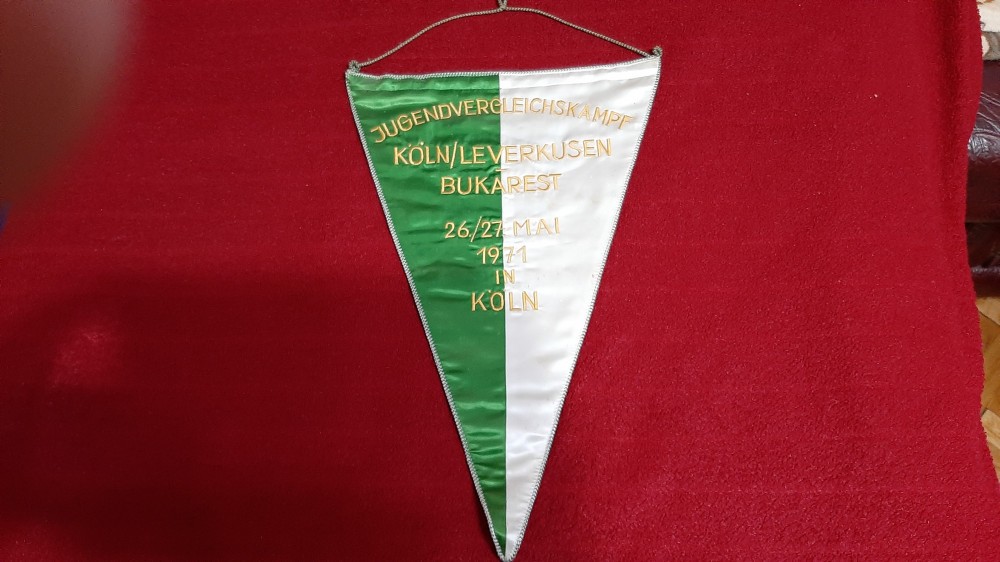 JUGENDVERGLEICHSKAMPF
KÖLN/LEVERKUSEN
–
BUKAREST
26./27. MAI
1971
IN
KÖLN